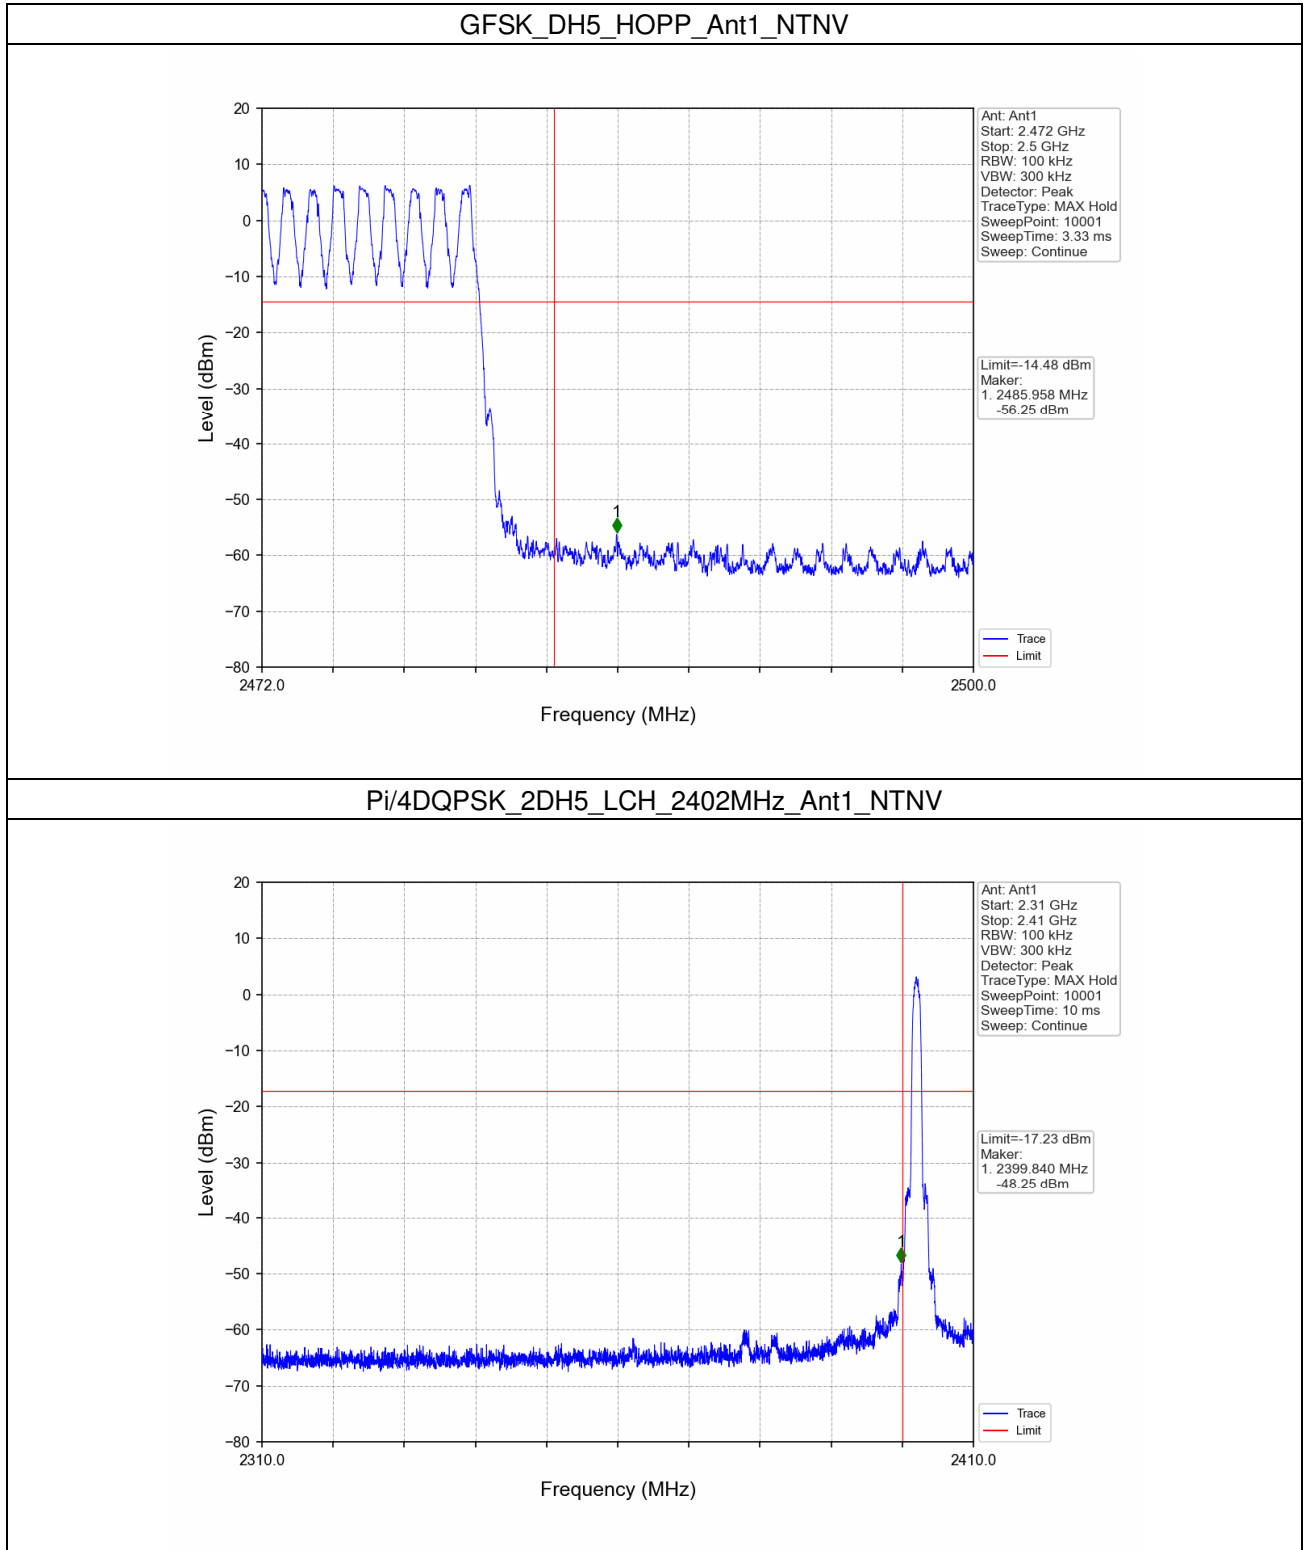 GFSK_DH5_HOPP_Ant1_NTNV
20
10
0
−10
−20
−30
−40
−50
−60
−70
−80
Level (dBm)
2472.0
2500.0
Frequency (MHz)
1
Ant: Ant1
Start: 2.472 GHz
Stop: 2.5 GHz
RBW: 100 kHz
VBW: 300 kHz
Detector: Peak
TraceType: MAX Hold
SweepPoint: 10001
SweepTime: 3.33 ms
Sweep: Continue
Limit=-14.48 dBm
Maker:
1. 2485.958 MHz
-56.25 dBm
Trace
Limit
Pi/4DQPSK_2DH5_LCH_2402MHz_Ant1_NTNV
20
10
0
−10
−20
−30
−40
−50
−60
−70
−80
Level (dBm)
2310.0
2410.0
Frequency (MHz)
1
Ant: Ant1
Start: 2.31 GHz
Stop: 2.41 GHz
RBW: 100 kHz
VBW: 300 kHz
Detector: Peak
TraceType: MAX Hold
SweepPoint: 10001
SweepTime: 10 ms
Sweep: Continue
Limit=-17.23 dBm
Maker:
1. 2399.840 MHz
-48.25 dBm
Trace
Limit